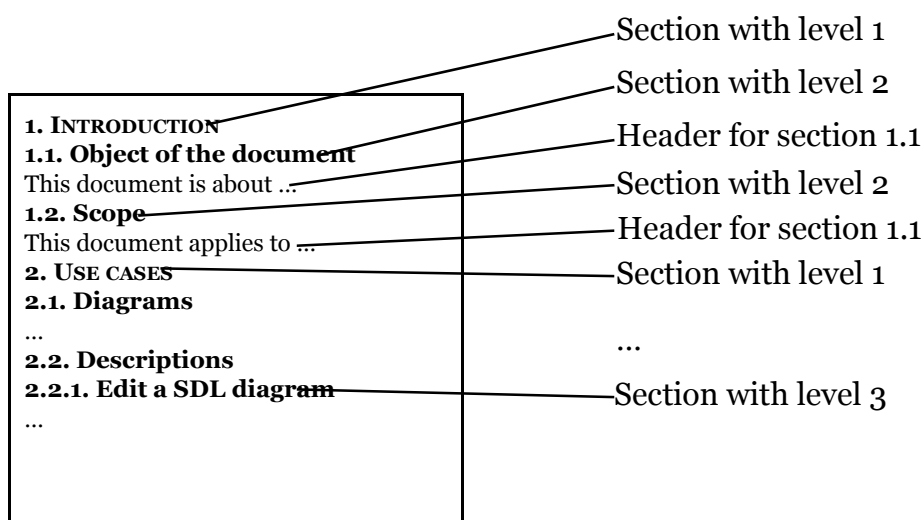 Section with level 1
Section with level 2
1. INTRODUCTION
1.1. Object of the document
Header for section 1.1
This document is about ...
Section with level 2
1.2. Scope
Header for section 1.1
This document applies to ...
2. USE CASES
Section with level 1
2.1. Diagrams
...
...
2.2. Descriptions
2.2.1. Edit a SDL diagram
Section with level 3
...